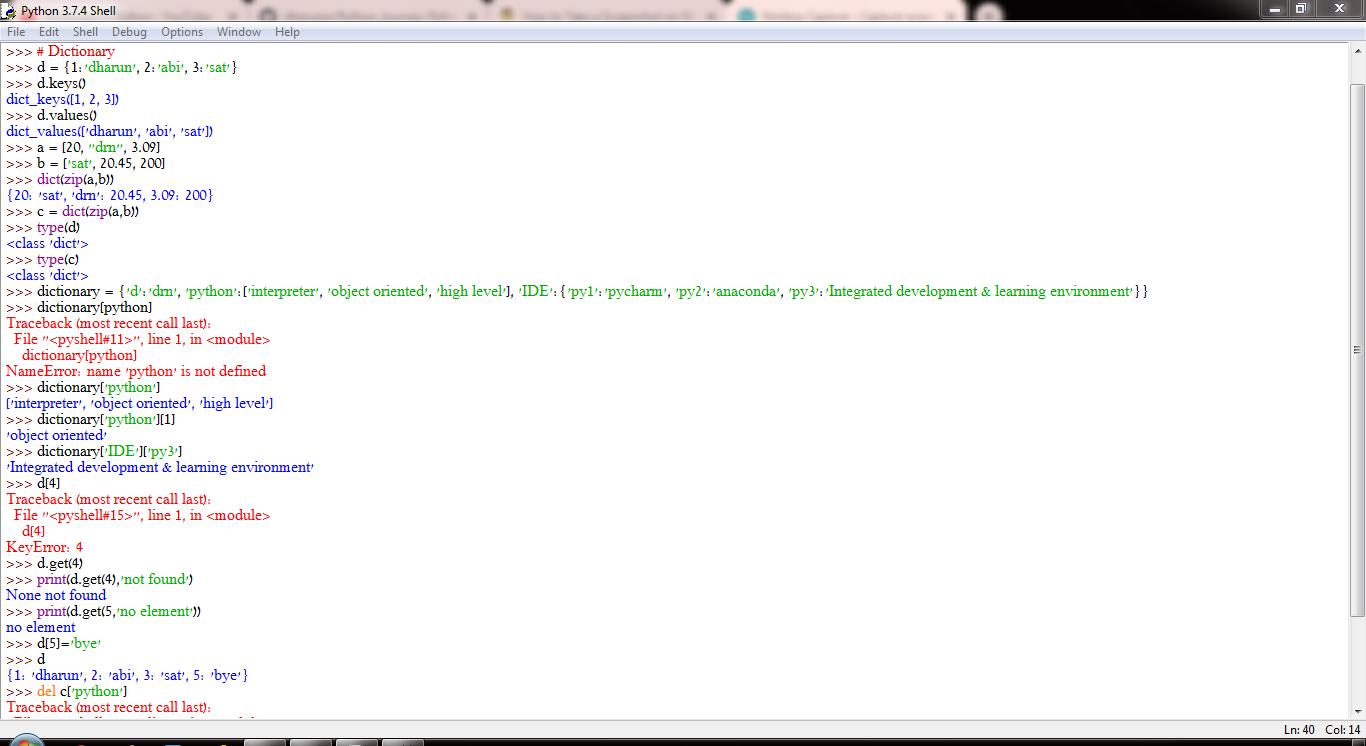 Python 3.7.4 Shell
File Edit Shell Debug Options Window Help
>>> # Dictionary
>>> d = {1:'dharun', 2:'abi', 3:'sat'}
>>> d.keys()
dict_keys([1, 2, 3])
>>> d.values()
dict_values(['dharun', 'abi', 'sat'])
>>> a = [20, "drn", 3.09]
>>> b = ['sat', 20.45, 200]
>>> dict(zip(a,b))
{20: 'sat', 'drn': 20.45, 3.09: 200}
>>> c = dict(zip(a,b))
>>> type(d)
<class 'dict'>
>>> type(c)
<class 'dict'>
>>> dictionary = {'d':'drn', 'python':['interpreter', 'object oriented', 'high level'], 'IDE':{'py1':'pycharm', 'py2':'anaconda', 'py3':'Integrated development & learning environment'}}
>>> dictionary[python]
Traceback (most recent call last):
  File "<pyshell#11>", line 1, in <module>
    dictionary[python]
NameError: name 'python' is not defined
>>> dictionary['python']
['interpreter', 'object oriented', 'high level']
>>> dictionary['python'][1]
'object oriented'
>>> dictionary['IDE']['py3']
'Integrated development & learning environment'
>>> d[4]
Traceback (most recent call last):
  File "<pyshell#15>", line 1, in <module>
    d[4]
KeyError: 4
>>> d.get(4)
>>> print(d.get(4),'not found')
None not found
>>> print(d.get(5,'no element'))
no element
>>> d[5]='bye'
>>> d
{1: 'dharun', 2: 'abi', 3: 'sat', 5: 'bye'}
>>> del c['python']
Traceback (most recent call last):
Ln: 40 Col: 14